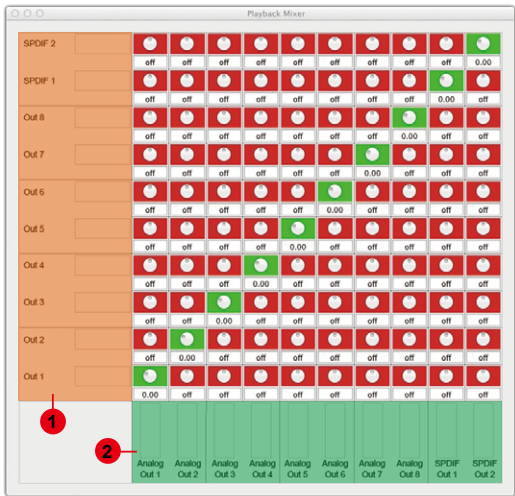 Playback Mixer
SPDIF 2
off off off off off off off off off 0.00
SPDIF 1
off off off off off off off off 0.00 off
Out 8
off off off off off off off 0.00 off off
Out 7
off off off off off off 0.00 off off off
Out 6
off off off off off 0.00 off off off off
Out 5
off off off off 0.00 off off off off off
Out 4
off off off 0.00 off off off off off off
Out 3
off off 0.00 off off off off off off off
Out 2
off 0.00 off off off off off off off off
Out 1
0.00 off off off off off off off off off
1
2
Analog Analog Analog Analog Analog Analog Analog Analog SPDIF SPDIF
Out 1 Out 2 Out 3 Out 4 Out 5 Out 6 Out 7 Out 8 Out 1 Out 2